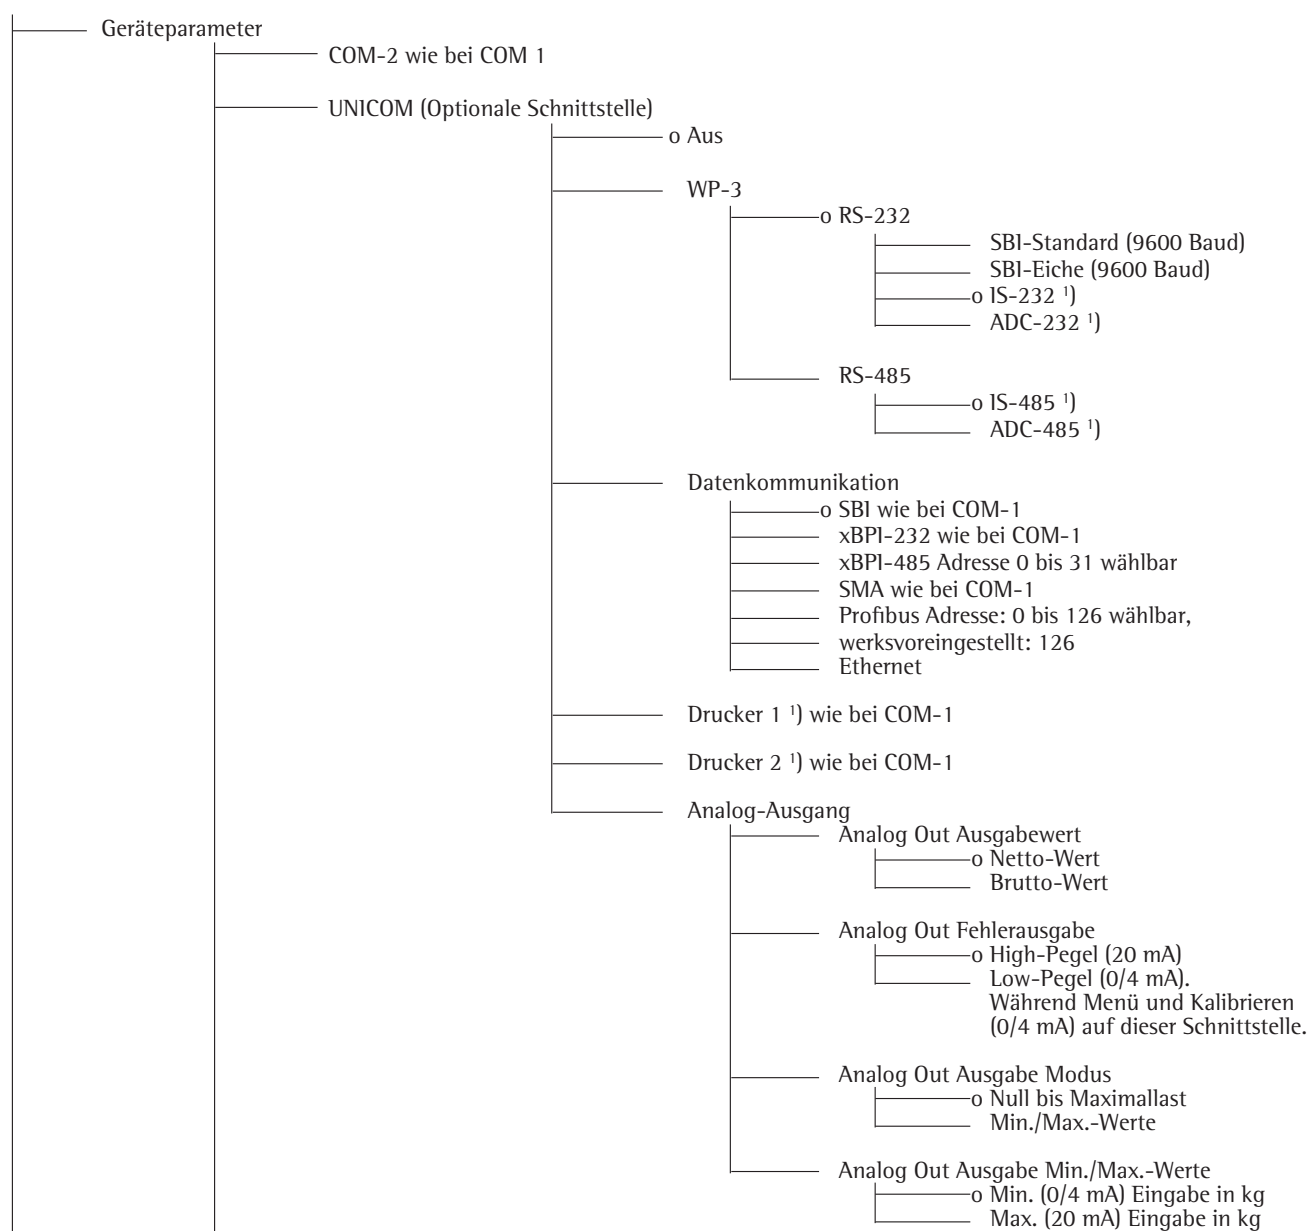 Geräteparameter
COM-2 wie bei COM 1
UNICOM (Optionale Schnittstelle)
o Aus
WP-3
o RS-232
SBI-Standard (9600 Baud)
SBI-Eiche (9600 Baud)
o IS-232 ¹)
ADC-232 ¹)
RS-485
o IS-485 ¹)
ADC-485 ¹)
Datenkommunikation
o SBI wie bei COM-1
xBPI-232 wie bei COM-1
xBPI-485 Adresse 0 bis 31 wählbar
SMA wie bei COM-1
Profibus Adresse: 0 bis 126 wählbar,
werksvoreingestellt: 126
Ethernet
Drucker 1 ¹) wie bei COM-1
Drucker 2 ¹) wie bei COM-1
Analog-Ausgang
Analog Out Ausgabewert
o Netto-Wert
Brutto-Wert
Analog Out Fehlerausgabe
o High-Pegel (20 mA)
Low-Pegel (0/4 mA).
Während Menü und Kalibrieren
(0/4 mA) auf dieser Schnittstelle.
Analog Out Ausgabe Modus
o Null bis Maximallast
Min./Max.-Werte
Analog Out Ausgabe Min./Max.-Werte
o Min. (0/4 mA) Eingabe in kg
Max. (20 mA) Eingabe in kg